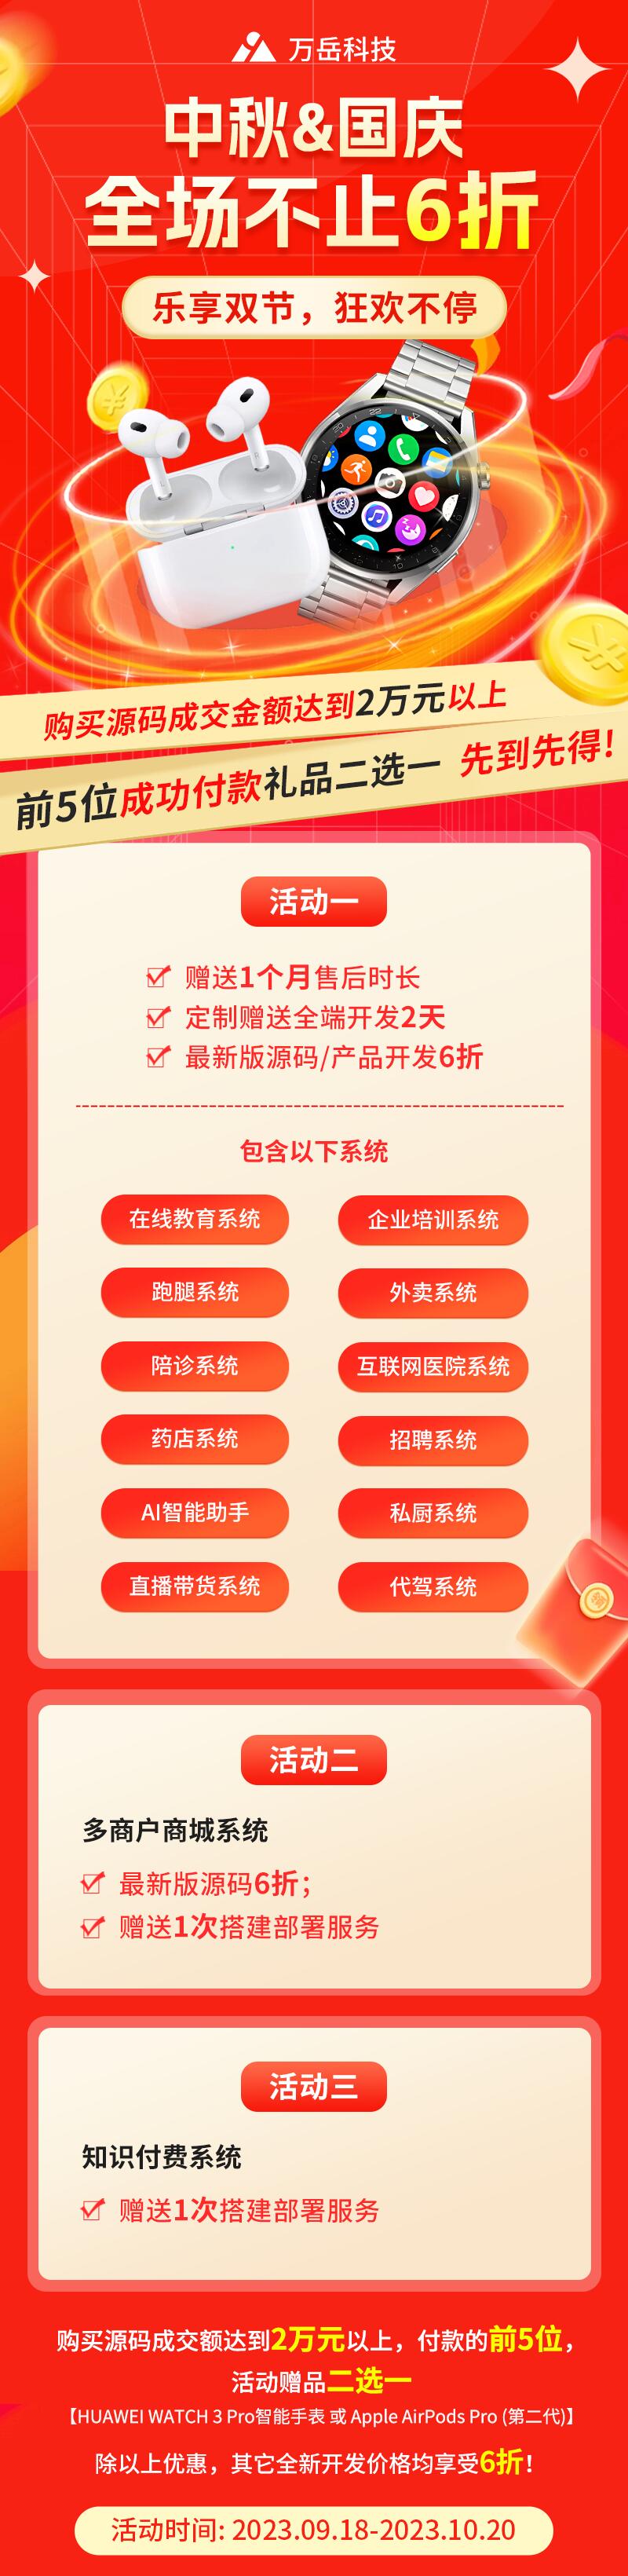 万岳科技
中秋&国庆
全场不止6折
乐享双节，狂欢不停
购买源码成交金额达到2万元以上
前5位成功付款礼品二选一 先到先得!
活动一
赠送1个月售后时长
定制赠送全端开发2天
最新版源码/产品开发6折
包含以下系统
在线教育系统
企业培训系统
跑腿系统
外卖系统
陪诊系统
互联网医院系统
药店系统
招聘系统
AI智能助手
私厨系统
直播带货系统
代驾系统
活动二
多商户商城系统
最新版源码6折；
赠送1次搭建部署服务
活动三
知识付费系统
赠送1次搭建部署服务
购买源码成交额达到2万元以上，付款的前5位，
活动赠品二选一
【HUAWEI WATCH 3 Pro智能手表 或 Apple AirPods Pro (第二代)】
除以上优惠，其它全新开发价格均享受6折！
活动时间: 2023.09.18-2023.10.20